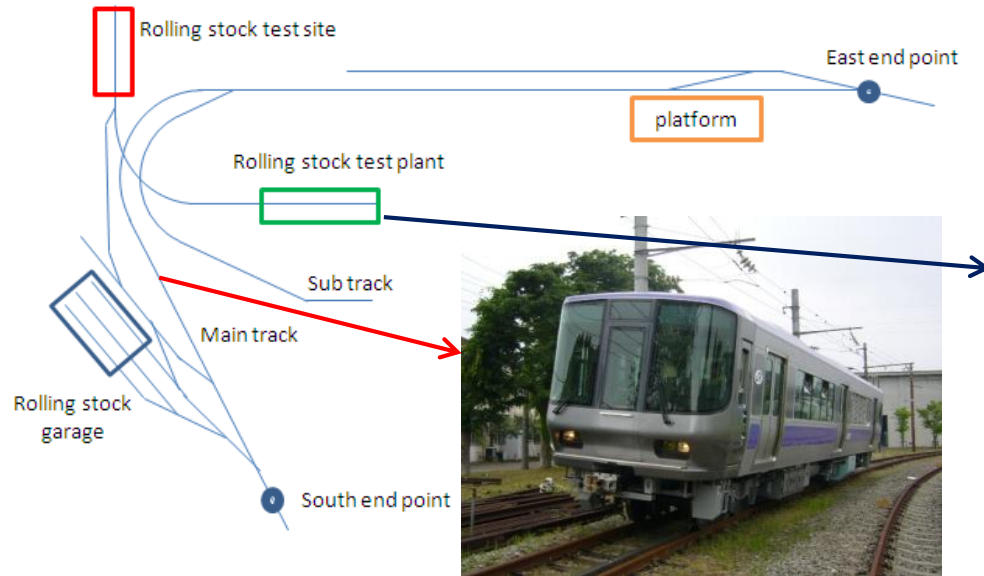 Rolling stock test site
East end point
platform
Rolling stock test plant
Sub track
Main track
Rolling stock
garage
South end point